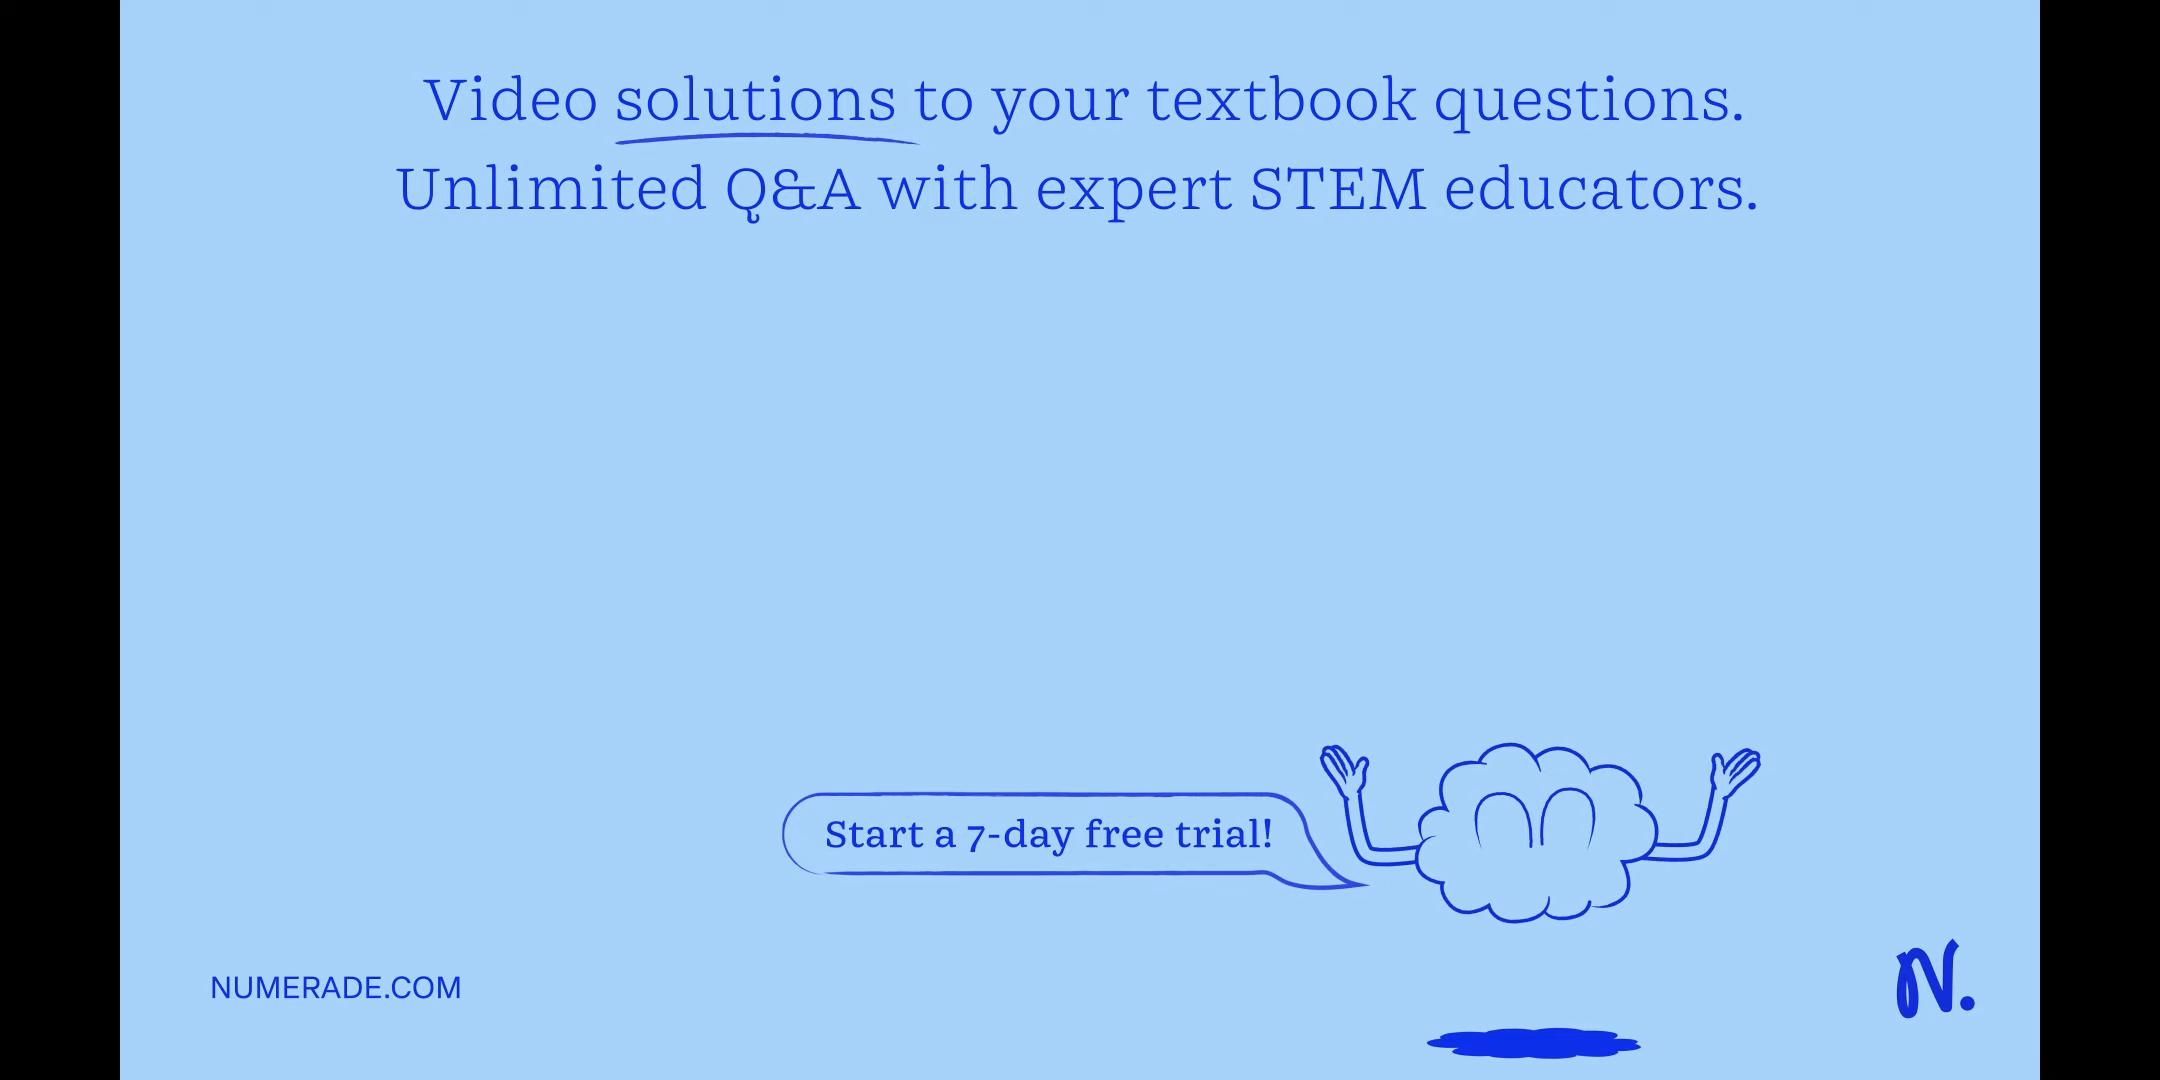 Video solutions to your textbook questions.
Unlimited Q&A with expert STEM educators.
Start a 7-day free trial!
NUMERADE.COM
N.